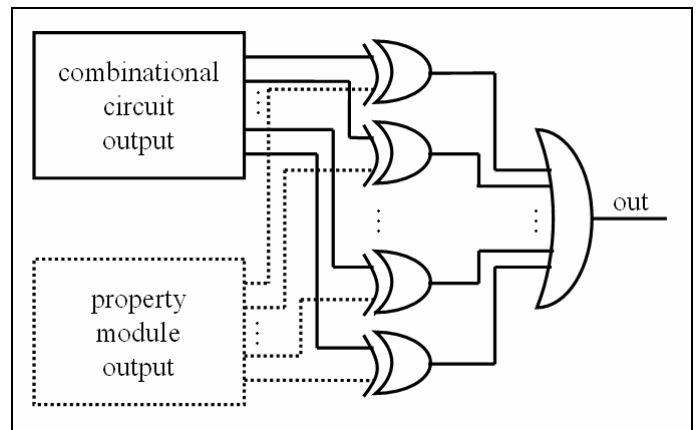 combinational
circuit
output
property
module
output
out